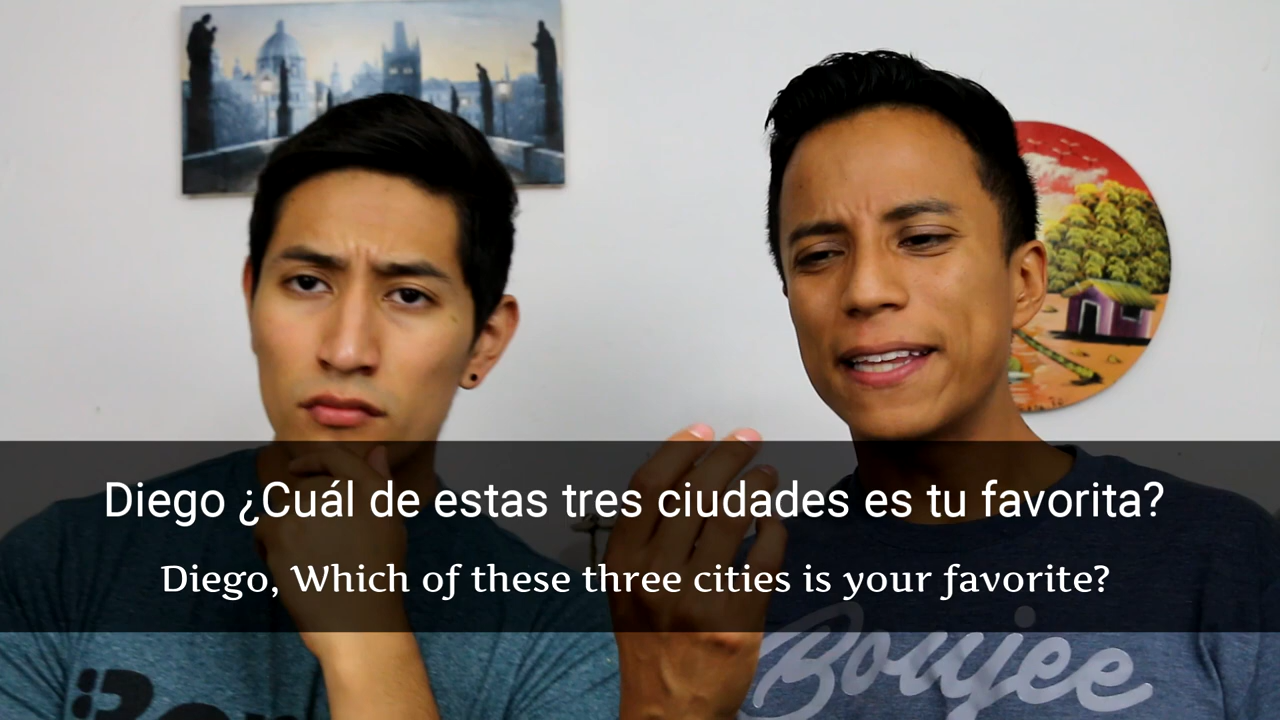 Diego ¿Cuál de estas tres ciudades es tu favorita?
Diego, Which of these three cities is your favorite?
Boujee